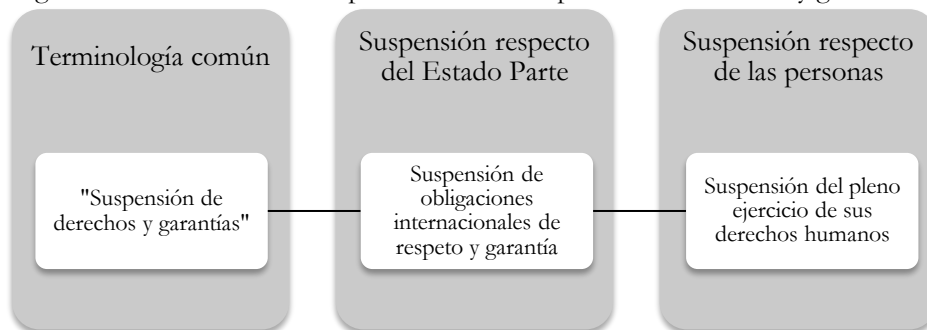 Terminología común
"Suspensión de
derechos y garantías"
Suspensión respecto
del Estado Parte
Suspensión de
obligaciones
internacionales de
respeto y garantía
Suspensión respecto
de las personas
Suspensión del pleno
ejercicio de sus
derechos humanos